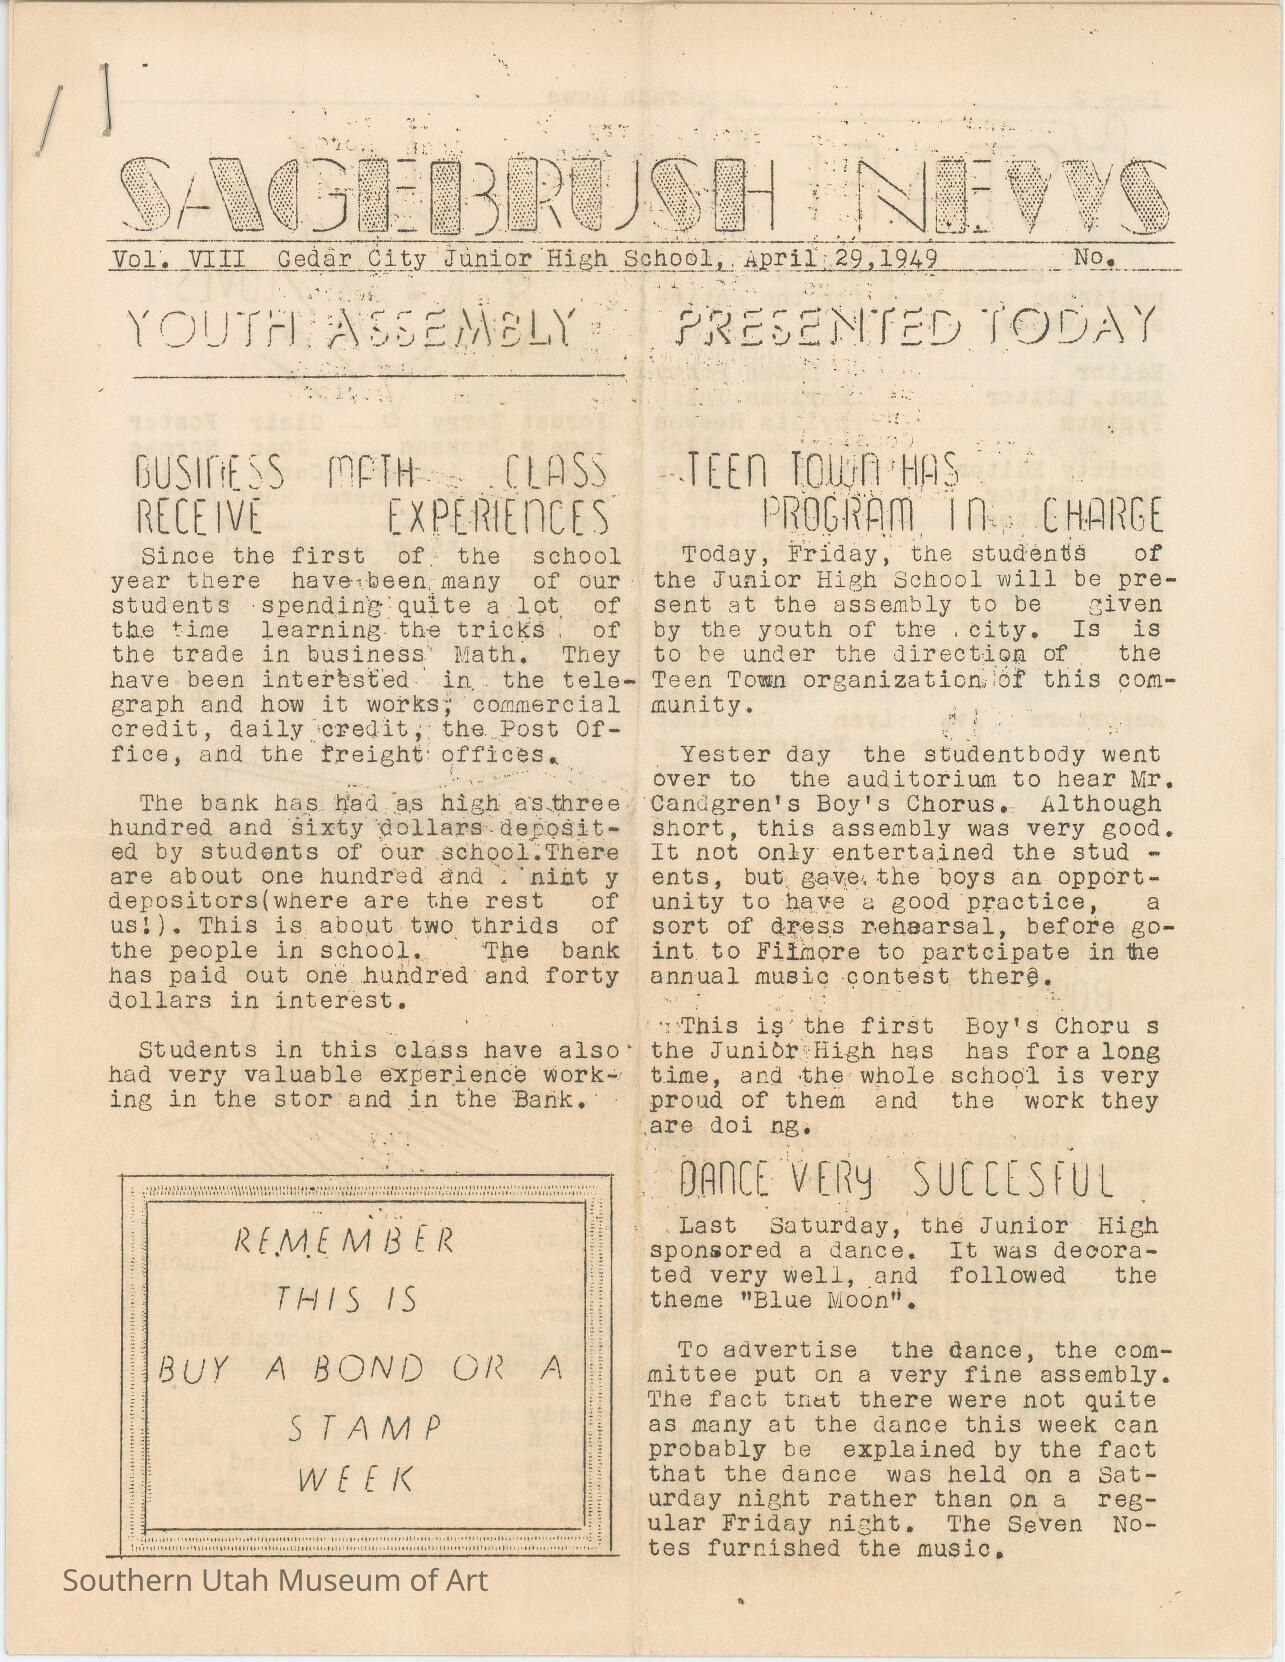 SAGEBRUSH NEWS
Vol. VIII Cedar City Junior High School, April 29,1949 No.
YOUTH ASSEMBLY PRESENTED TODAY
BUSINESS MATH CLASS
RECEIVE EXPERIENCES
Since the first of the school
year there have been many of our
students spending quite a lot of
the time learning the tricks of
the trade in business Math. They
have been interested in the tele-
graph and how it works; commercial
credit, daily credit, the Post Of-
fice, and the freight offices.
The bank has had as high as three
hundred and sixty dollars deposit-
ed by students of our school.There
are about one hundred and nint y
depositors(where are the rest of
us!). This is about two thrids of
the people in school. The bank
has paid out one hundred and forty
dollars in interest.
Students in this class have also
had very valuable experience work-
ing in the stor and in the Bank.
REMEMBER
THIS IS
BUY A BOND OR A
STAMP
WEEK
TEEN TOWN HAS
PROGRAM IN CHARGE
Today, Friday, the students of
the Junior High School will be pre-
sent at the assembly to be given
by the youth of the city. Is is
to be under the direction of the
Teen Town organization of this com-
munity.
Yester day the studentbody went
over to the auditorium to hear Mr.
Candgren's Boy's Chorus. Although
short, this assembly was very good.
It not only entertained the stud -
ents, but gave the boys an opport-
unity to have a good practice, a
sort of dress rehearsal, before go-
int to Filmore to partcipate in the
annual music contest there.
This is the first Boy's Choru s
the Junior High has has for a long
time, and the whole school is very
proud of them and the work they
are doi ng.
DANCE VERY SUCCESFUL
Last Saturday, the Junior High
sponsored a dance. It was decora-
ted very well, and followed the
theme "Blue Moon".
To advertise the dance, the com-
mittee put on a very fine assembly.
The fact that there were not quite
as many at the dance this week can
probably be explained by the fact
that the dance was held on a Sat-
urday night rather than on a reg-
ular Friday night. The Seven No-
tes furnished the music.
Southern Utah Museum of Art